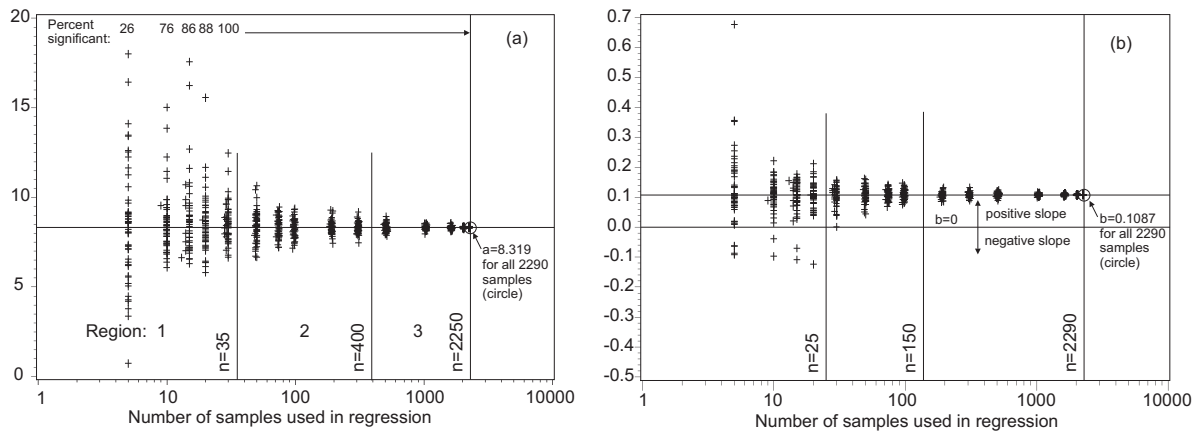 20
15
10
5
0
Percent
significant:
26 76 86 88 100
(a)
a=8.319
for all 2290
samples
(circle)
Region: 1 2 3
n=35
n=400
n=2250
1 10 100 1000 10000
Number of samples used in regression
0.7
0.6
0.5
0.4
0.3
0.2
0.1
0.0
-0.1
-0.2
-0.3
-0.4
-0.5
(b)
b=0
positive slope
negative slope
b=0.1087
for all 2290
samples
(circle)
n=25
n=150
n=2290
1 10 100 1000 10000
Number of samples used in regression